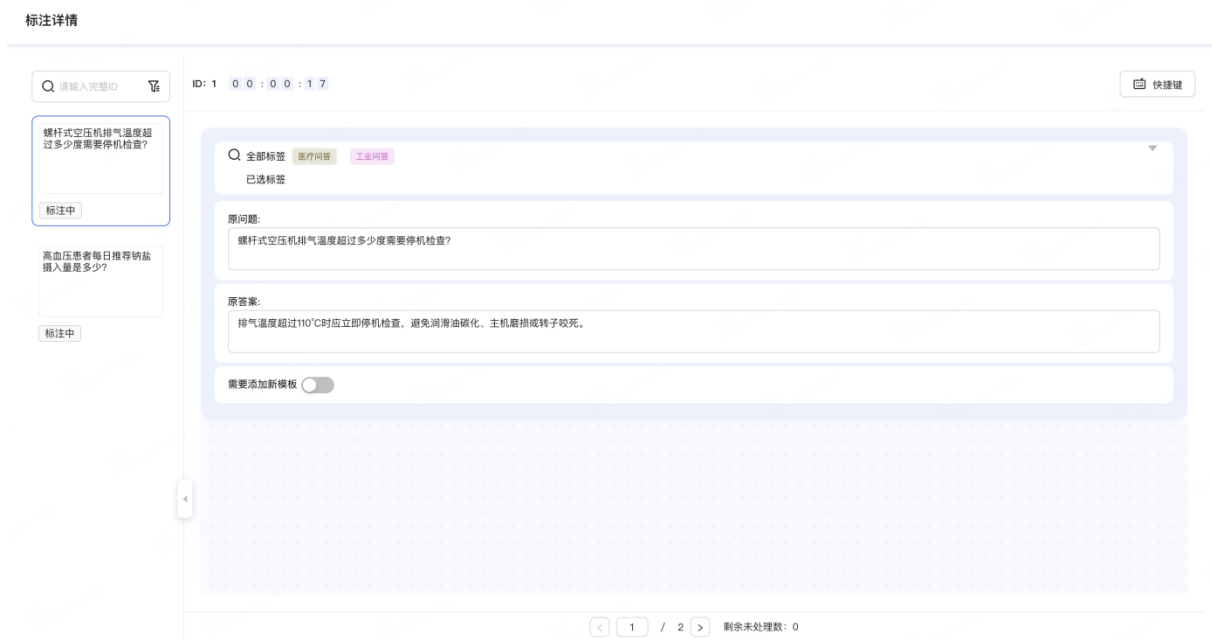 标注详情
请输入完整ID
ID: 1 00:00:17
快捷键
螺杆式空压机排气温度超
过多少度需要停机检查?
标注中
高血压患者每日推荐钠盐
摄入量是多少?
标注中
全部标签 医疗问答 工业问答
已选标签
原问题:
螺杆式空压机排气温度超过多少度需要停机检查?
原答案:
排气温度超过110℃时应立即停机检查，避免润滑油碳化、主机磨损或转子咬死。
需要添加新模板
< 1 / 2 > 剩余未处理数: 0